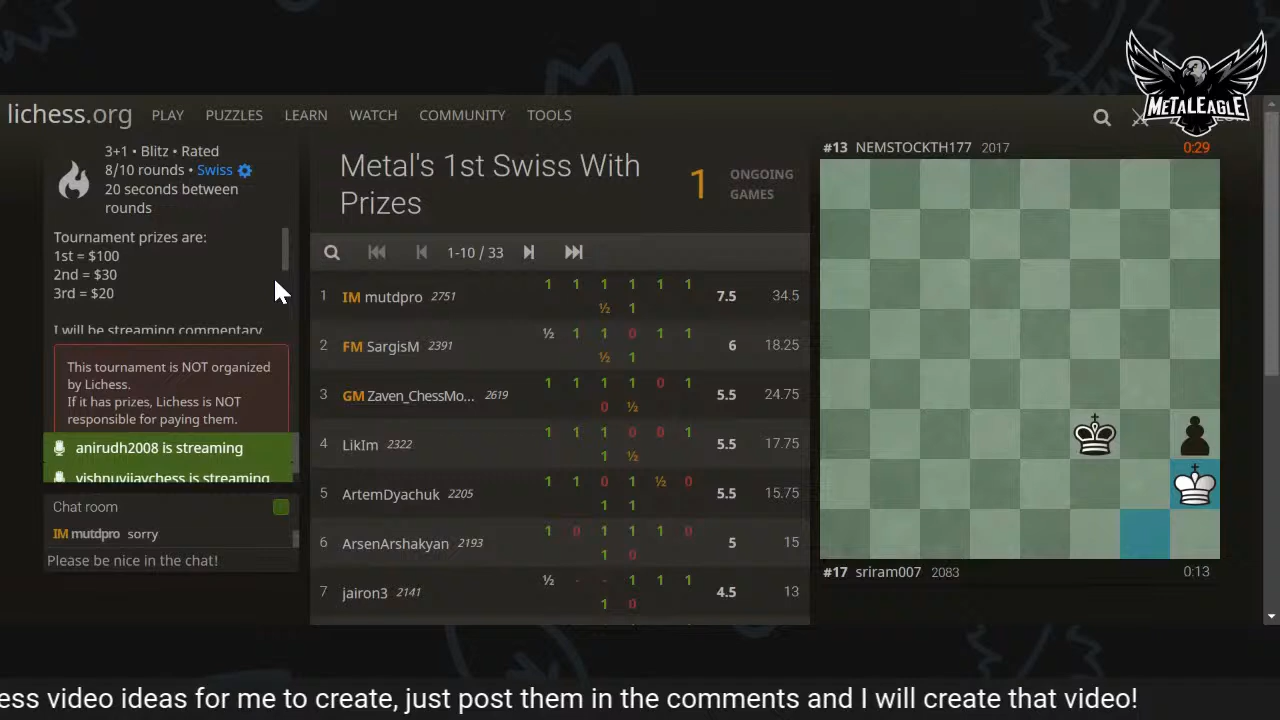 METALEAGLE
lichess.org PLAY PUZZLES LEARN WATCH COMMUNITY TOOLS
3+1 • Blitz • Rated
8/10 rounds • Swiss
20 seconds between
rounds
Tournament prizes are:
1st = $100
2nd = $30
3rd = $20
I will be streaming commentary
This tournament is NOT organized
by Lichess.
If it has prizes, Lichess is NOT
responsible for paying them.
anirudh2008 is streaming
vishnuvijaychess is streaming
Chat room
IM mutdpro sorry
Please be nice in the chat!
Metal's 1st Swiss With
Prizes
1 ONGOING
GAMES
1-10 / 33
1 IM mutdpro 2751 1 1 1 1 1 1 7.5 34.5
½ 1
2 FM SargisM 2391 ½ 1 1 0 1 1 6 18.25
½ 1
3 GM Zaven_ChessMo... 2619 1 1 1 1 0 1 5.5 24.75
0 ½
4 LikIm 2322 1 1 1 0 0 1 5.5 17.75
1 ½
5 ArtemDyachuk 2205 1 1 0 1 ½ 0 5.5 15.75
1 1
6 ArsenArshakyan 2193 1 0 1 1 1 0 5 15
1 0
7 jairon3 2141 ½ - - 1 1 1 4.5 13
1 0
#13 NEMSTOCKTH177 2017 0:29
#17 sriram007 2083 0:13
ess video ideas for me to create, just post them in the comments and I will create that video!